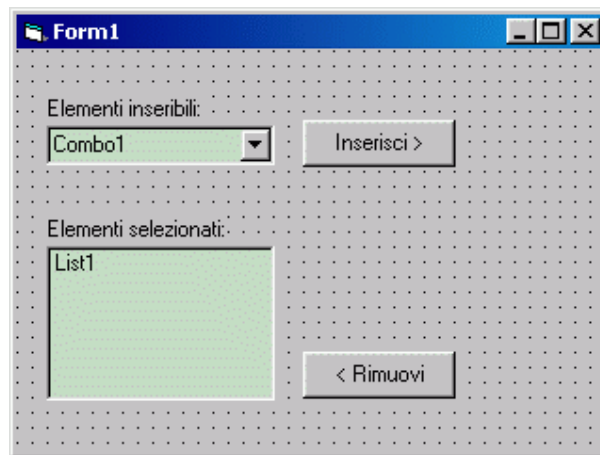 Form1
Elementi inseribili:
Combo1
Inserisci >
Elementi selezionati:
List1
< Rimuovi